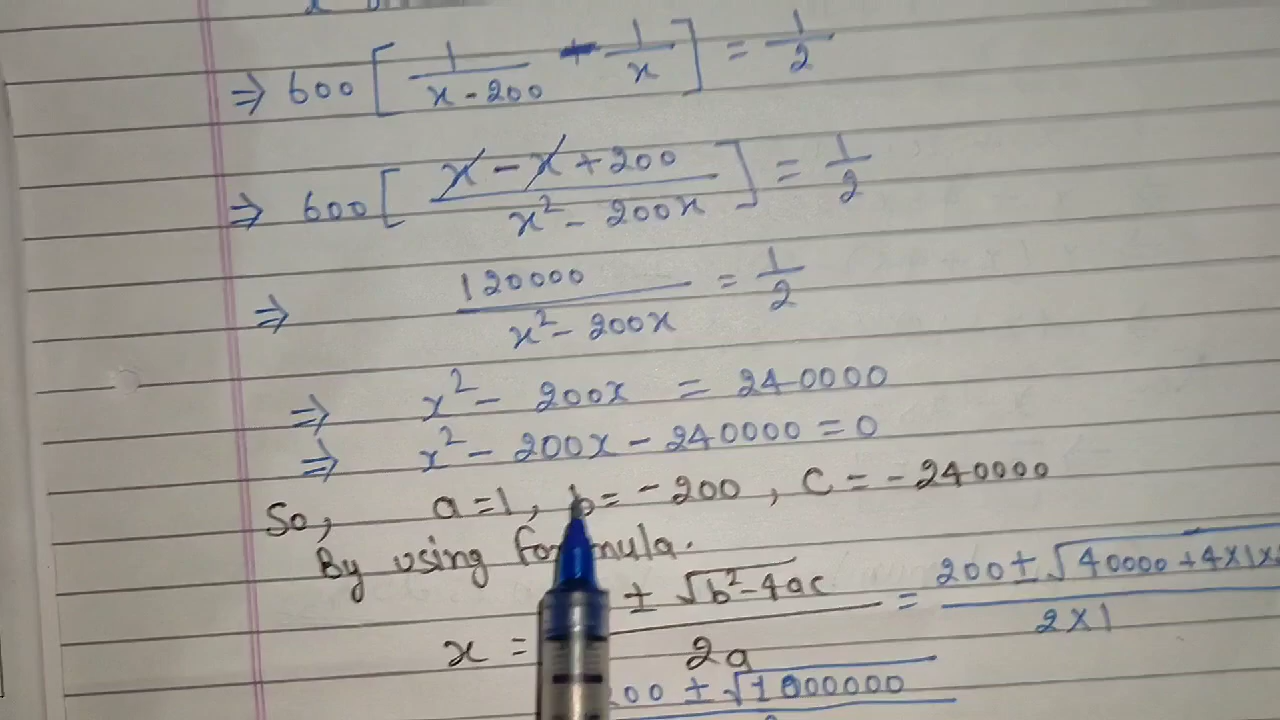 ⇒ 600 [ 1/(x - 200) - 1/x ] = 1/2
⇒ 600 [ (x - x + 200)/(x² - 200x) ] = 1/2
⇒ 120000/(x² - 200x) = 1/2
⇒ x² - 200x = 240000
⇒ x² - 200x - 240000 = 0
So, a = 1, b = -200, c = -240000
By using formula.
x = ± √(b² - 4ac) / 2a = 200 ± √(40000 + 4×1× / 2×1
00 ± √1000000